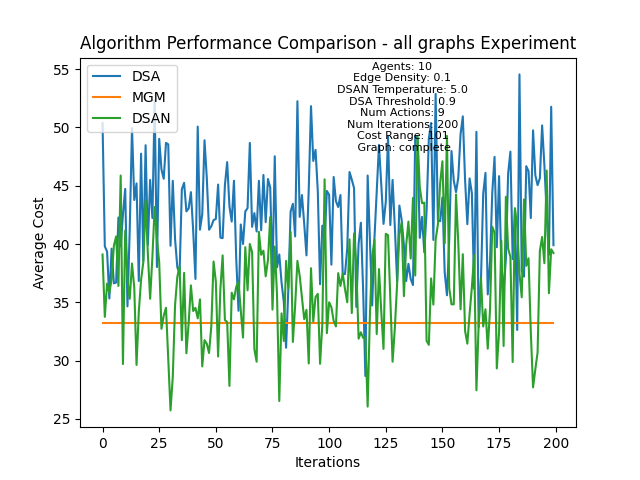 Algorithm Performance Comparison - all graphs Experiment
DSA
MGM
DSAN
Agents: 10
Edge Density: 0.1
DSAN Temperature: 5.0
DSA Threshold: 0.9
Num Actions: 9
Num Iterations: 200
Cost Range: 101
Graph: complete
Average Cost
55
50
45
40
35
30
25
0 25 50 75 100 125 150 175 200
Iterations